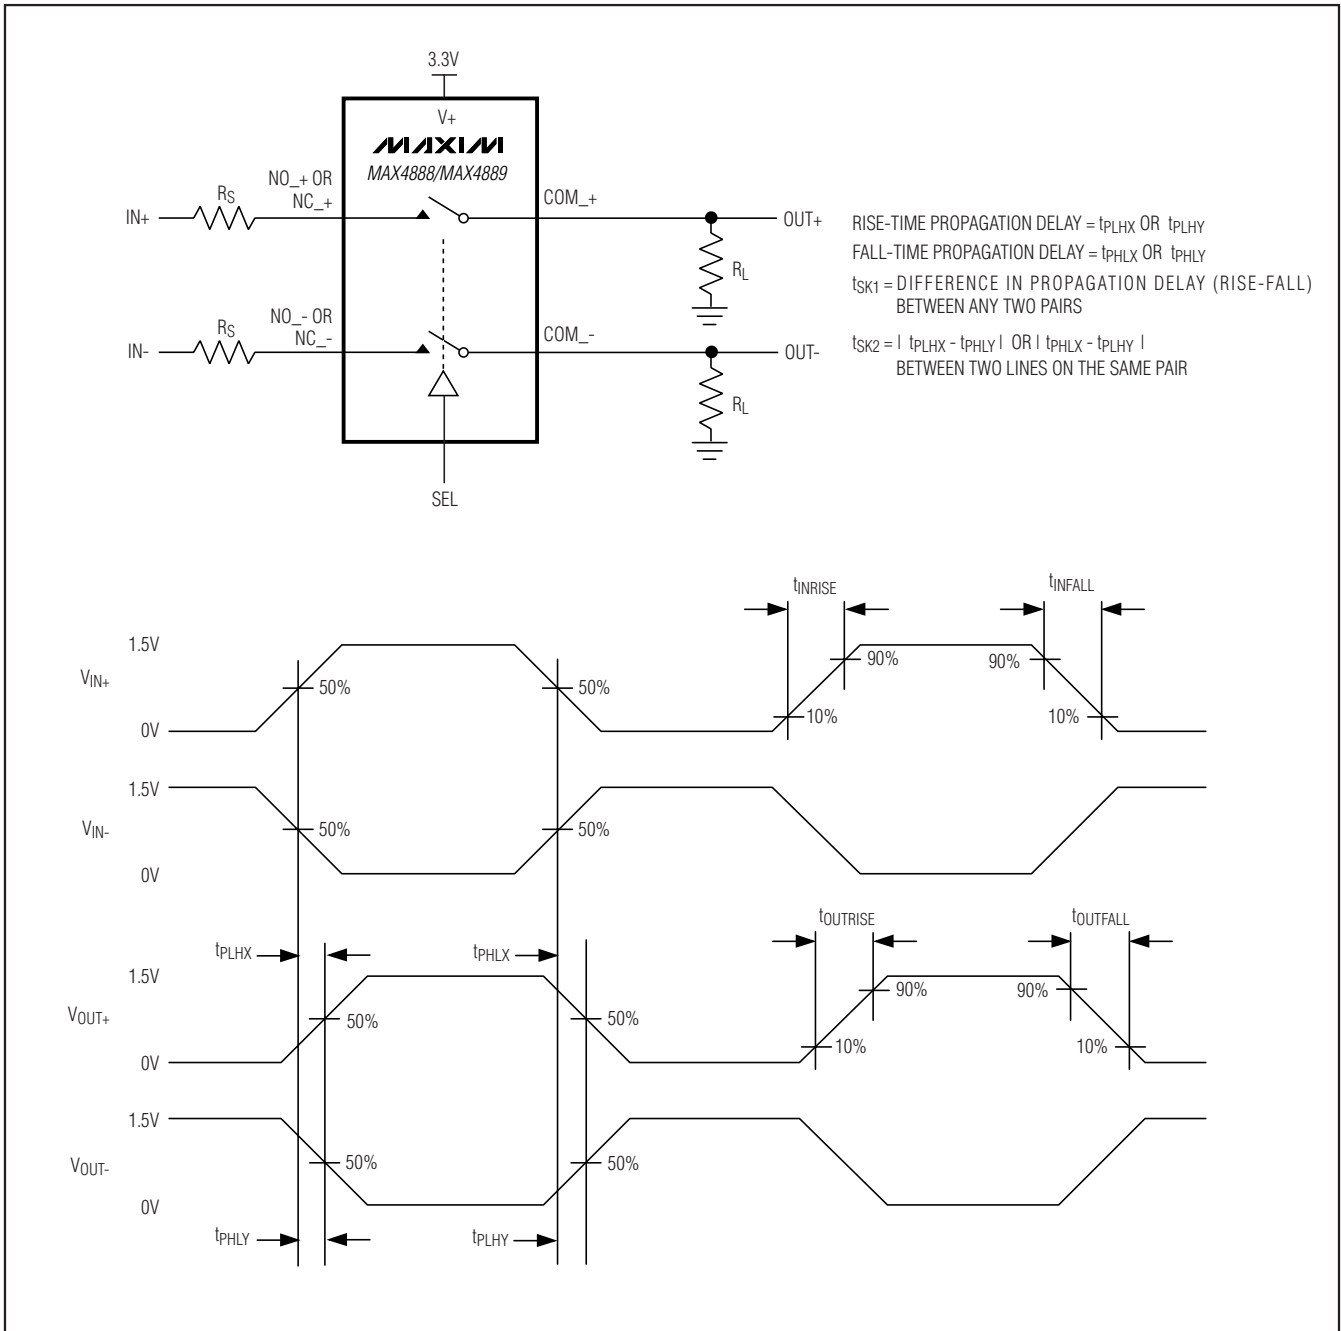 3.3V
V+
MAXIM
MAX4888/MAX4889
NO_+ OR
NC_+
RS
IN+
COM_+
OUT+
RL
NO_- OR
NC_-
RS
IN-
COM_-
OUT-
RL
SEL
RISE-TIME PROPAGATION DELAY = tPLHX OR tPLHY
FALL-TIME PROPAGATION DELAY = tPHLX OR tPHLY
tSK1 = DIFFERENCE IN PROPAGATION DELAY (RISE-FALL)
BETWEEN ANY TWO PAIRS
tSK2 = | tPLHX - tPHLY | OR | tPHLX - tPLHY |
BETWEEN TWO LINES ON THE SAME PAIR
tINRISE
tINFALL
1.5V
VIN+
0V
50%
50%
90%
10%
90%
10%
1.5V
VIN-
0V
50%
50%
tOUTRISE
tOUTFALL
tPLHX
tPHLX
1.5V
VOUT+
0V
50%
50%
90%
10%
90%
10%
1.5V
VOUT-
0V
50%
50%
tPHLY
tPLHY